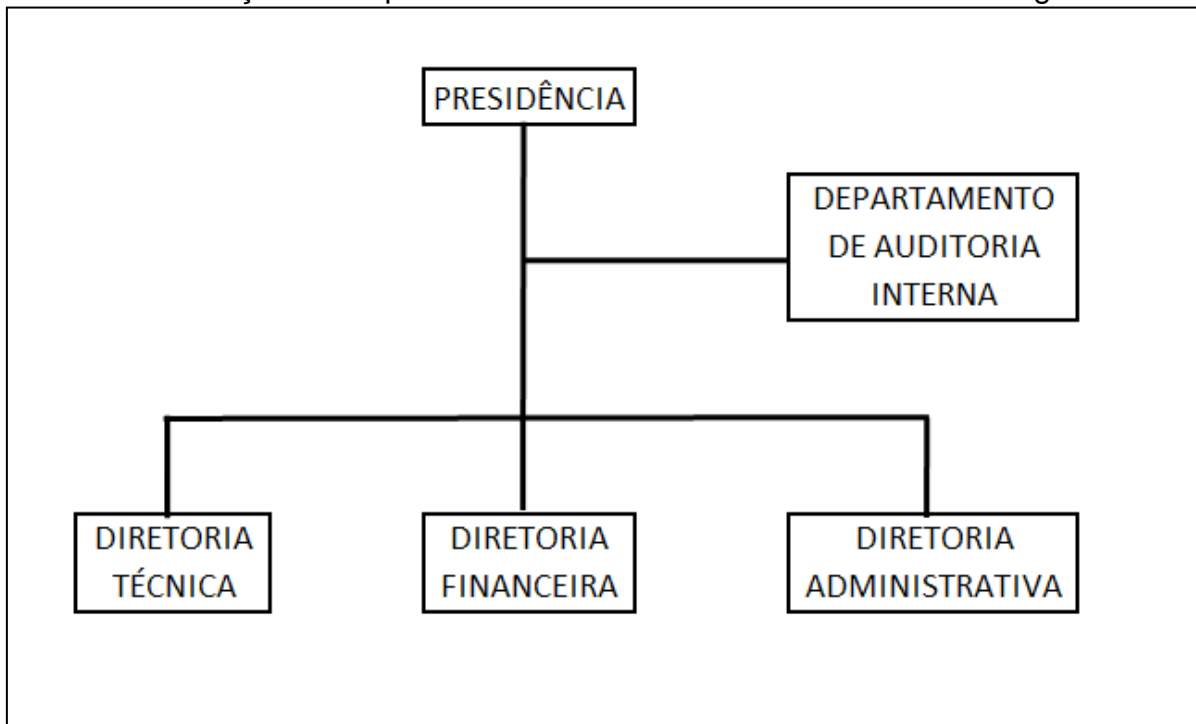 PRESIDÊNCIA
DEPARTAMENTO
DE AUDITORIA
INTERNA
DIRETORIA
TÉCNICA
DIRETORIA
FINANCEIRA
DIRETORIA
ADMINISTRATIVA